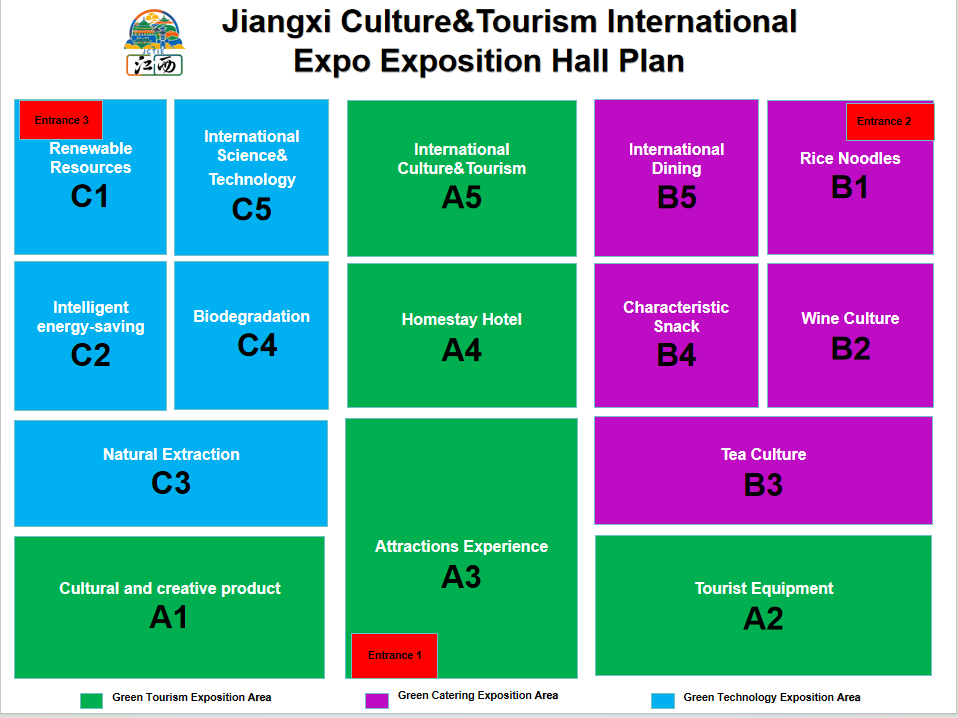 Jiangxi Culture&Tourism International
Expo Exposition Hall Plan
JCTIE
江西
Entrance 3
Renewable
Resources
C1
International
Science&
Technology
C5
International
Culture&Tourism
A5
International
Dining
B5
Entrance 2
Rice Noodles
B1
Intelligent
energy-saving
C2
Biodegradation
C4
Homestay Hotel
A4
Characteristic
Snack
B4
Wine Culture
B2
Natural Extraction
C3
Attractions Experience
A3
Entrance 1
Tea Culture
B3
Cultural and creative product
A1
Tourist Equipment
A2
Green Tourism Exposition Area
Green Catering Exposition Area
Green Technology Exposition Area